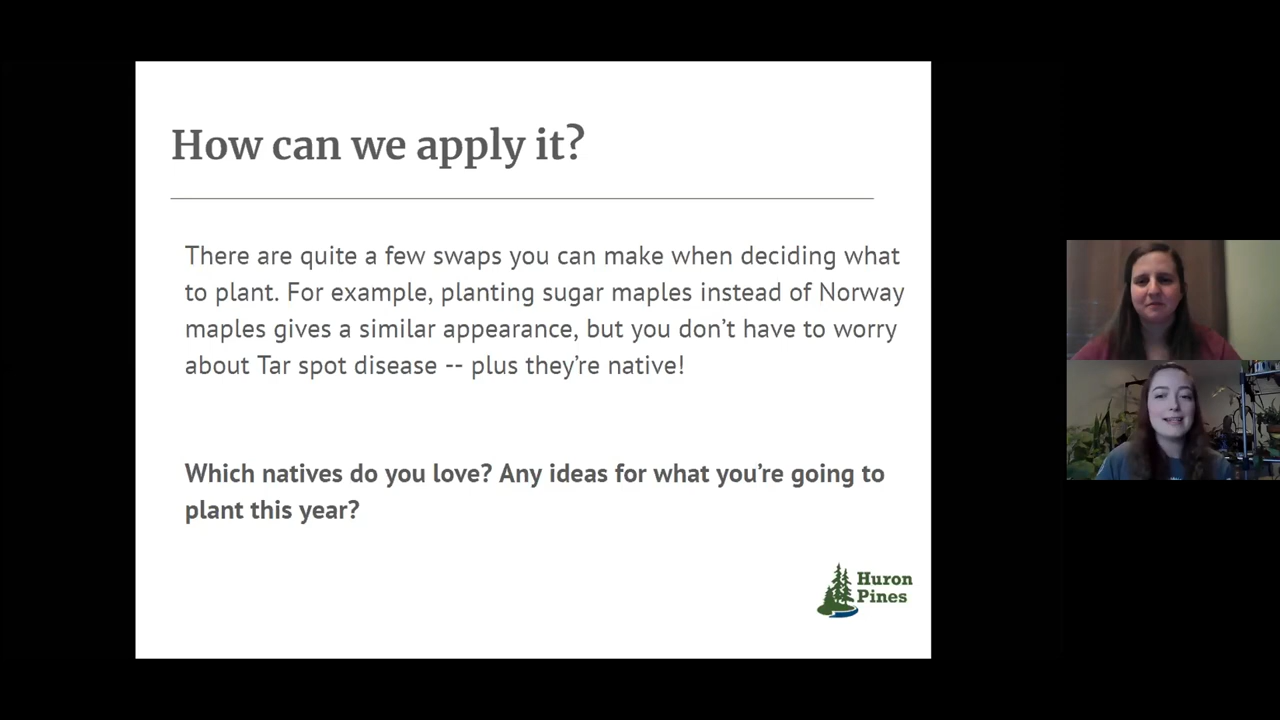 How can we apply it?
There are quite a few swaps you can make when deciding what
to plant. For example, planting sugar maples instead of Norway
maples gives a similar appearance, but you don’t have to worry
about Tar spot disease -- plus they’re native!
Which natives do you love? Any ideas for what you’re going to
plant this year?
Huron
Pines